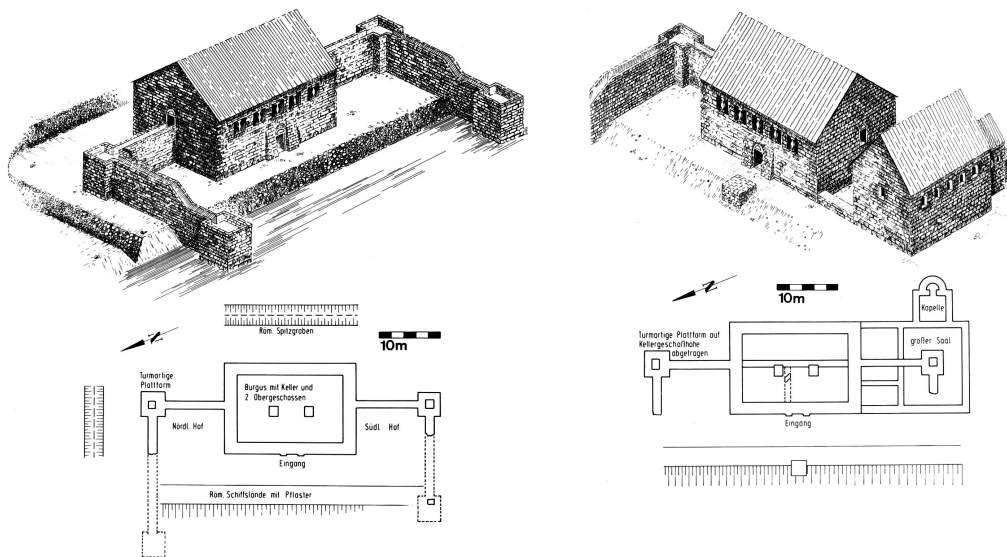 N
Röm. Spitzgraben
10m
Turmartige
Plattform
Burgus mit Keller und
2 Obergeschossen
Nördl. Hof
Südl. Hof
Eingang
Röm. Schiffslände mit Pflaster
N
10m
Kapelle
Turmartige Plattform auf
Kellergeschoßhöhe
abgetragen
großer Saal
Eingang